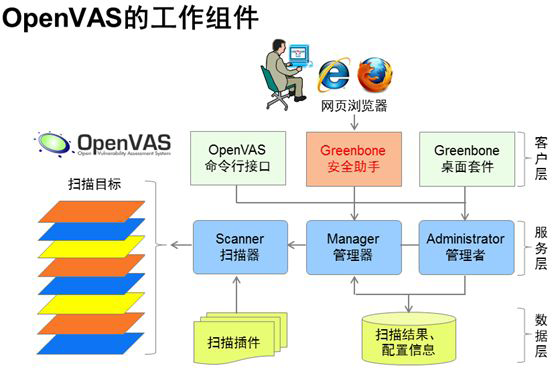 OpenVAS的工作组件
网页浏览器
OpenVAS
Open Vulnerability Assessment System
OpenVAS
命令行接口
Greenbone
安全助手
Greenbone
桌面套件
客户层
扫描目标
Scanner
扫描器
Manager
管理器
Administrator
管理者
服务层
扫描插件
扫描结果、
配置信息
数据层